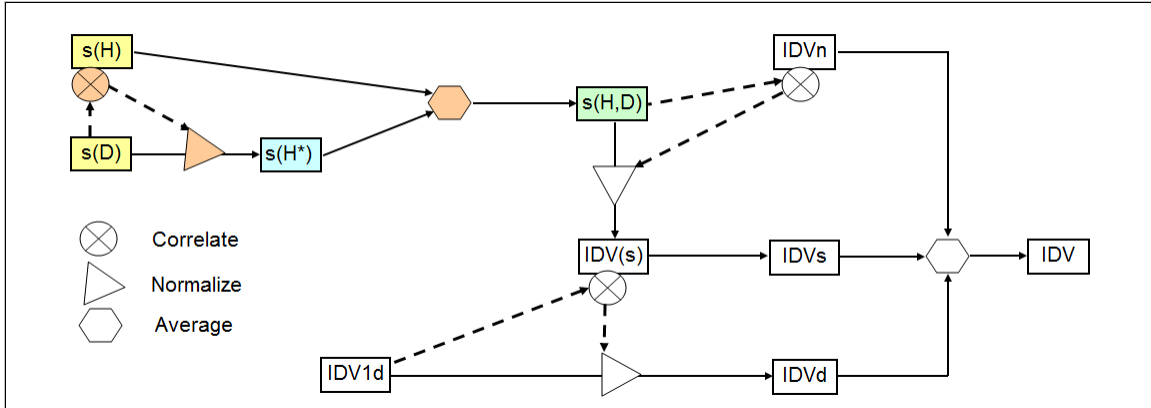 s(H)
IDVn
s(H,D)
s(D)
s(H*)
Correlate
IDV(s)
IDVs
IDV
Normalize
Average
IDV1d
IDVd